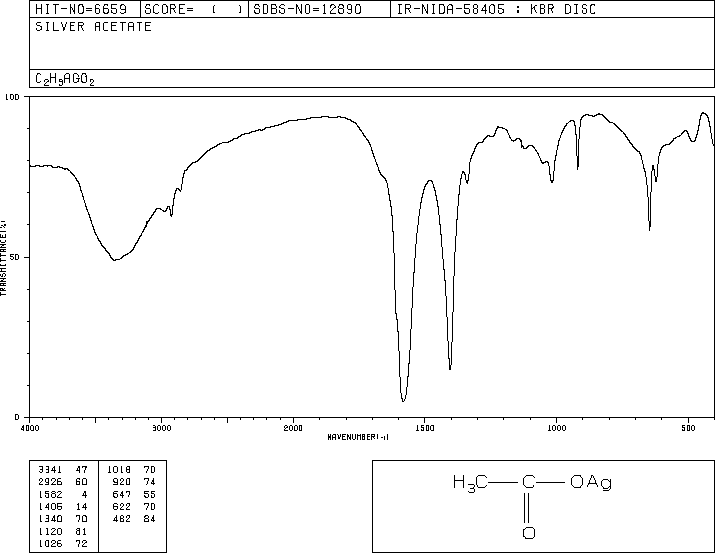 HIT-NO=6659 SCORE= ( ) SDBS-NO=12890 IR-NIDA-58405 : KBR DISC
SILVER ACETATE
C2H3AGO2
100
50
0
TRANSMITTANCE(%)
4000 3000 2000 1500 1000 500
WAVENUMBER(-1)
3341 47 1018 70
2926 60 920 74
1582 4 647 55
1405 14 622 70
1340 70 482 84
1120 81
1026 72
H3C C OAg
O